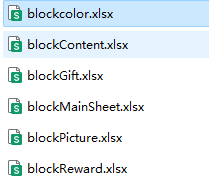 blockcolor.xlsx
blockContent.xlsx
blockGift.xlsx
blockMainSheet.xlsx
blockPicture.xlsx
blockReward.xlsx